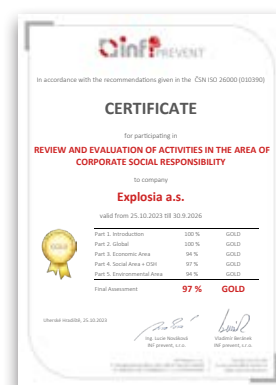 inf PREVENT
In accordance with the recommendations given in the ČSN ISO 26000 (010390)
CERTIFICATE
for participating in
REVIEW AND EVALUATION OF ACTIVITIES IN THE AREA OF
CORPORATE SOCIAL RESPONSIBILITY
to company
Explosia a.s.
valid from 25.10.2023 till 30.9.2026
GOLD
Part 1. Introduction 100 % GOLD
Part 2. Global 100 % GOLD
Part 3. Economic Area 94 % GOLD
Part 4. Social Area + OSH 97 % GOLD
Part 5. Environmental Area 94 % GOLD
Final Assessment 97 % GOLD
Uherské Hradiště, 25.10.2023
Ing. Lucie Nováková Vladimír Beránek
INF prevent, s.r.o. INF prevent, s.r.o.